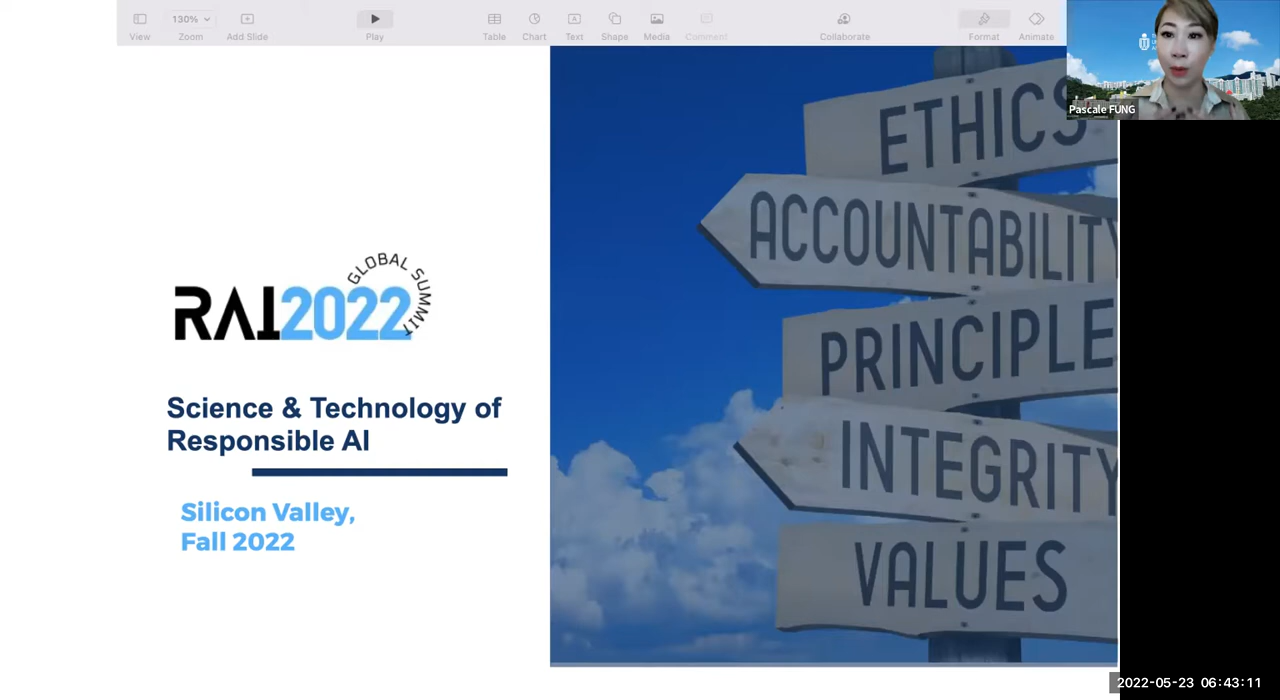 View
130%
Zoom
Add Slide
Play
Table
Chart
Text
Shape
Media
Comment
Collaborate
Format
Animate
Pascale FUNG
RAI2022
GLOBAL SUMMIT
Science & Technology of
Responsible AI
Silicon Valley,
Fall 2022
ETHICS
ACCOUNTABILITY
PRINCIPLE
INTEGRITY
VALUES
2022-05-23 06:43:11